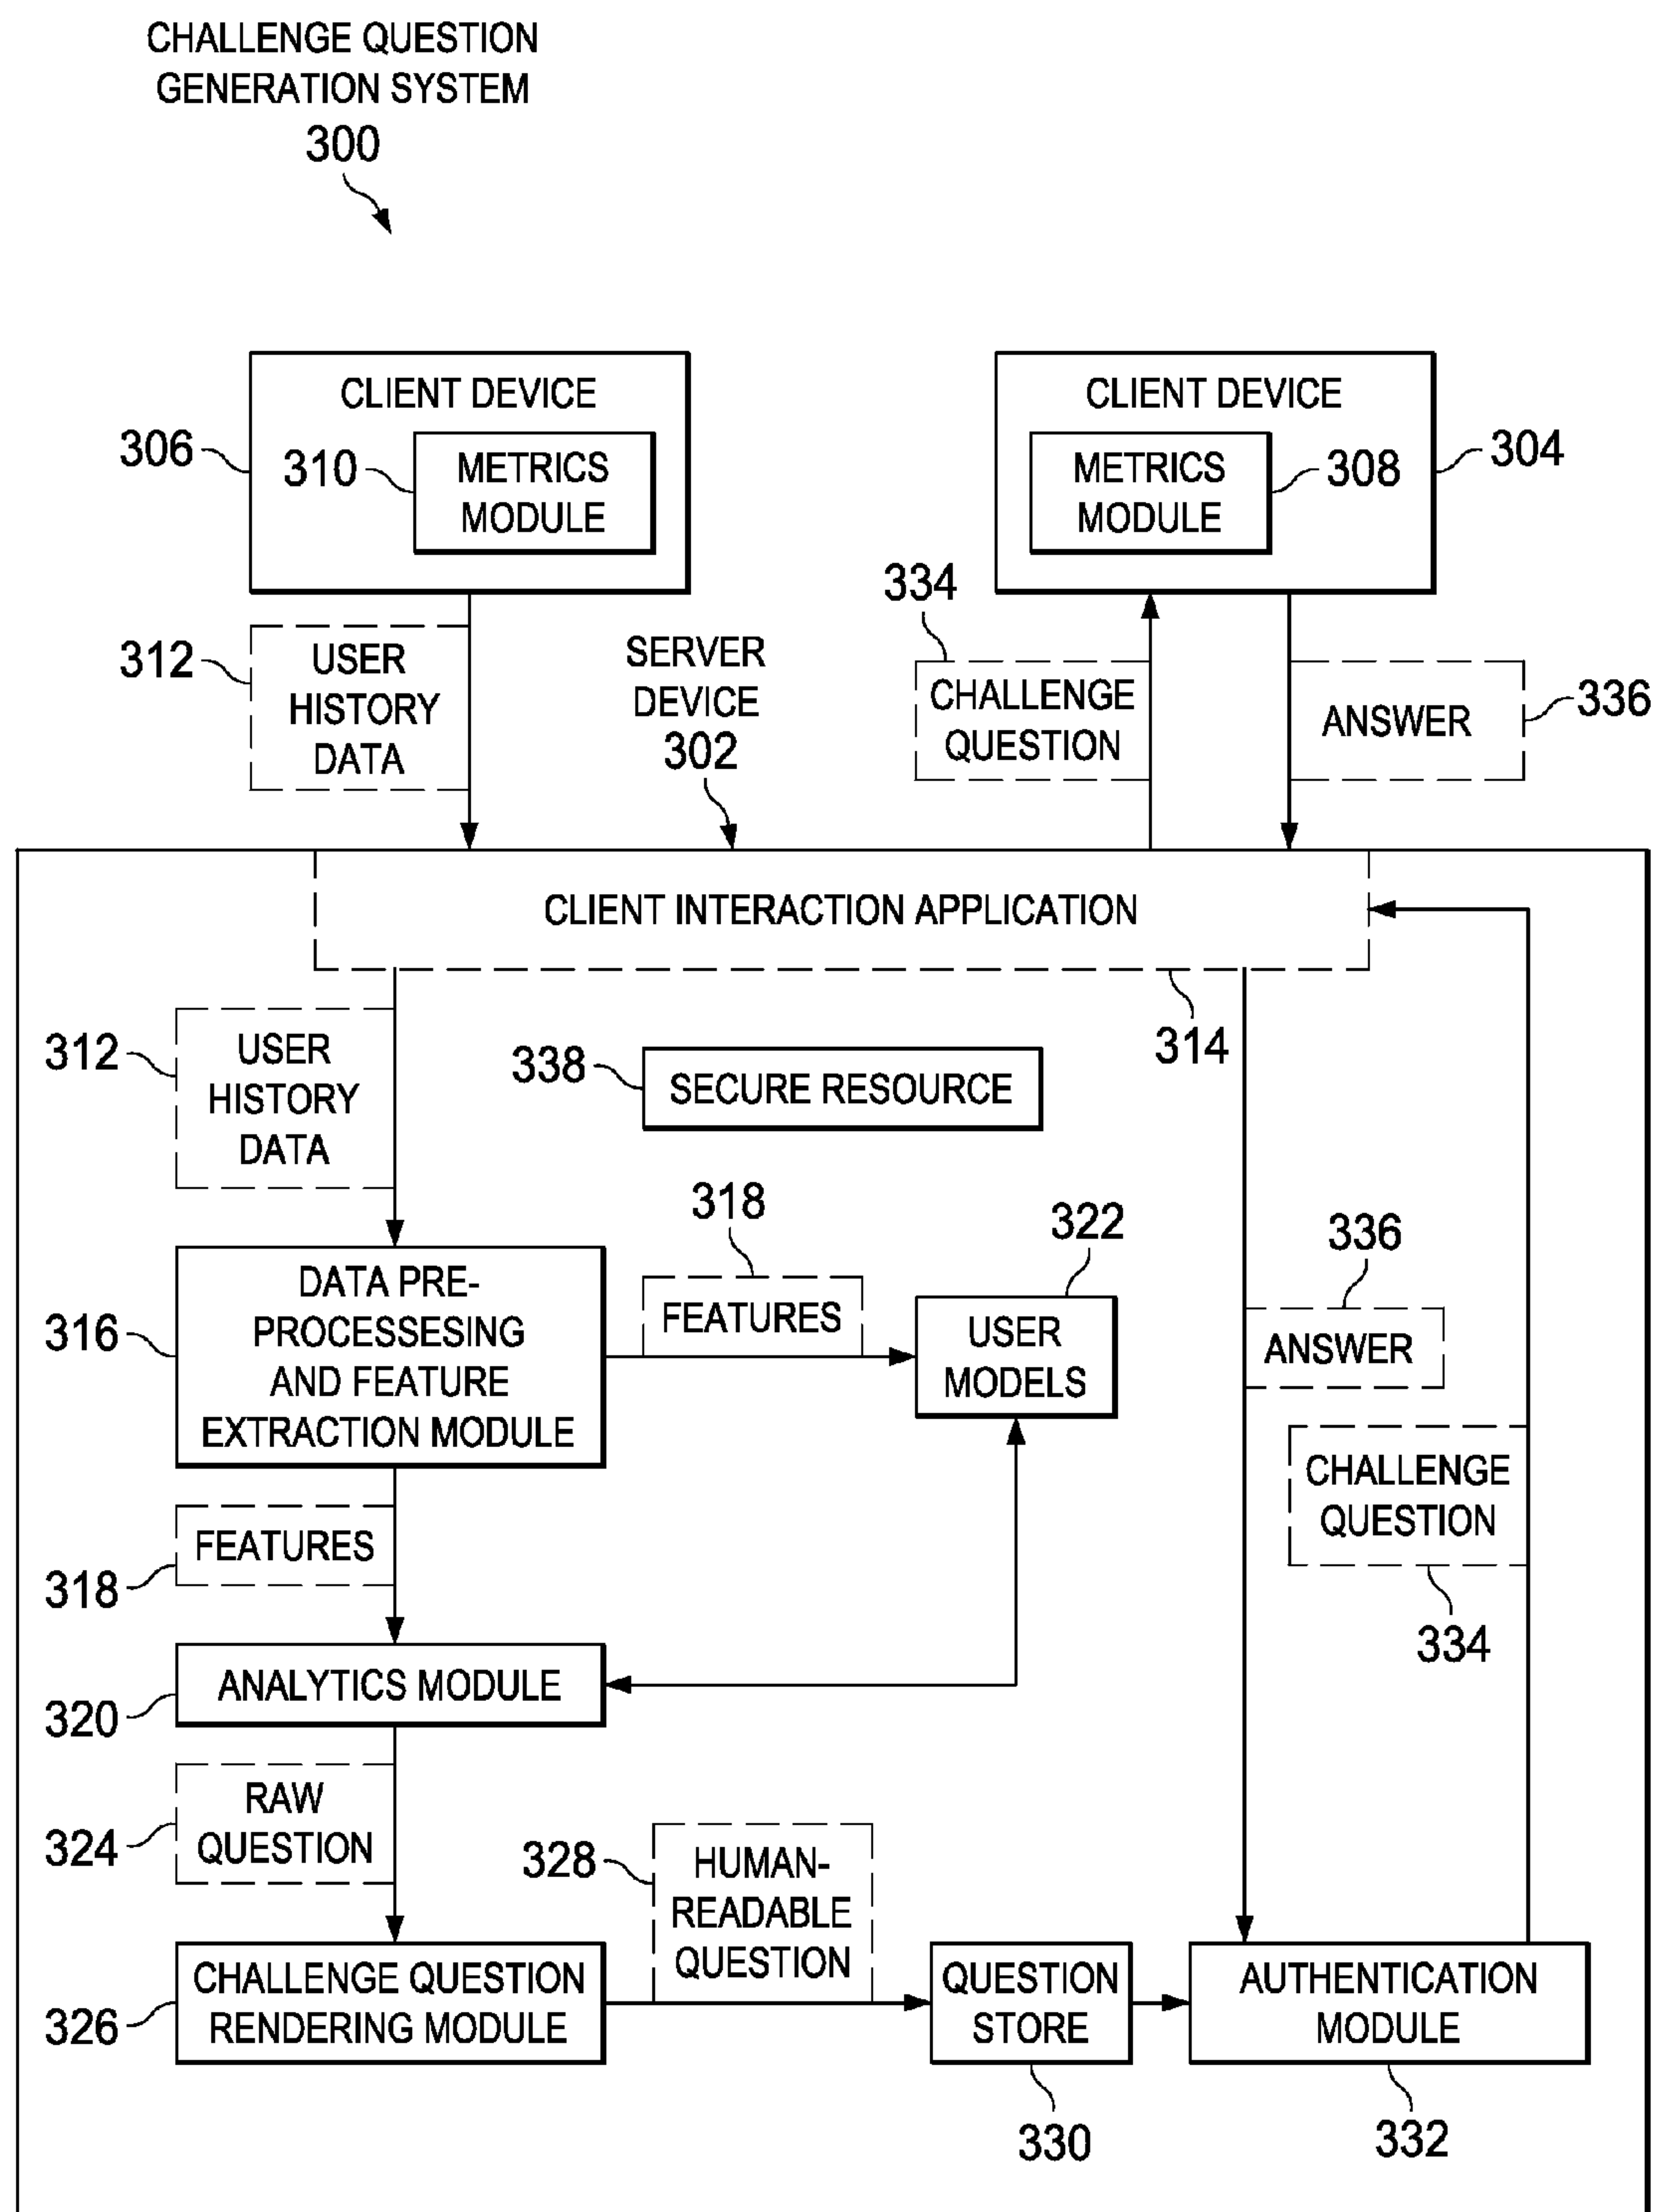 CHALLENGE QUESTION
GENERATION SYSTEM
300
CLIENT DEVICE
306
310
METRICS
MODULE
CLIENT DEVICE
METRICS
MODULE
308
304
312
USER
HISTORY
DATA
SERVER
DEVICE
302
334
CHALLENGE
QUESTION
ANSWER
336
CLIENT INTERACTION APPLICATION
314
312
USER
HISTORY
DATA
338
SECURE RESOURCE
316
DATA PRE-
PROCESSESING
AND FEATURE
EXTRACTION MODULE
318
FEATURES
322
USER
MODELS
336
ANSWER
CHALLENGE
QUESTION
334
FEATURES
318
ANALYTICS MODULE
320
RAW
QUESTION
324
328
HUMAN-
READABLE
QUESTION
CHALLENGE QUESTION
RENDERING MODULE
326
QUESTION
STORE
330
AUTHENTICATION
MODULE
332